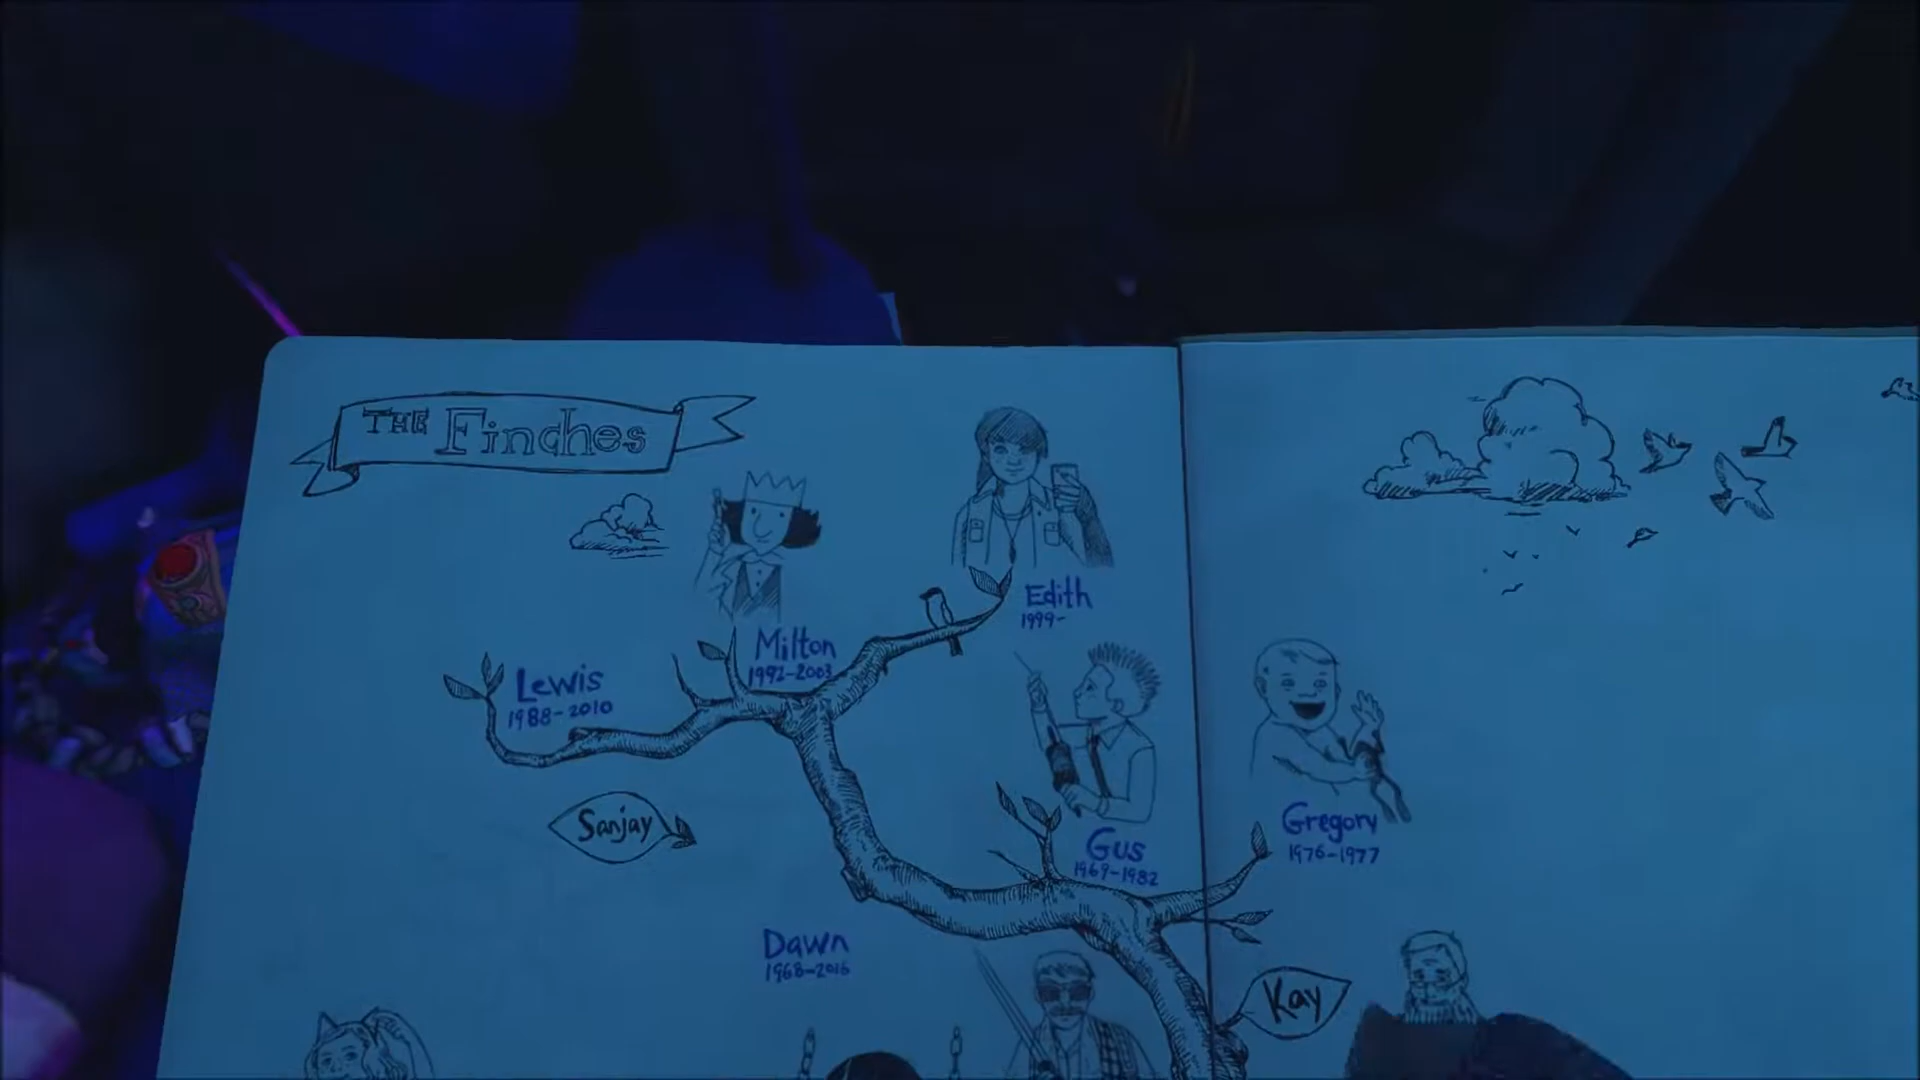 THE Finches
Edith
1999-
Milton
1992-2003
Lewis
1988-2010
Sanjay
Gus
1969-1982
Gregory
1976-1977
Dawn
1968-2016
Kay